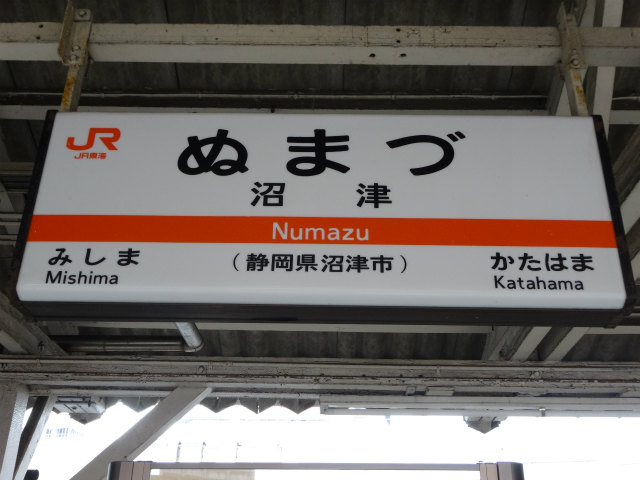 JR
JR東海
ぬまづ
沼津
Numazu
みしま
Mishima
(静岡県沼津市)
かたはま
Katahama